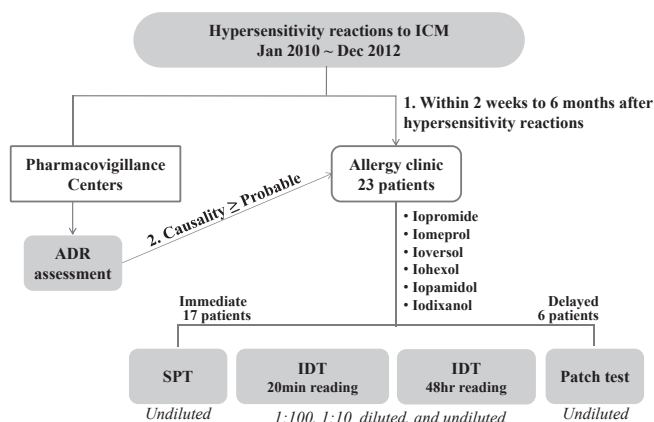 Hypersensitivity reactions to ICM
Jan 2010 ~ Dec 2012
1. Within 2 weeks to 6 months after
hypersensitivity reactions
Pharmacovigillance
Centers
Allergy clinic
23 patients
2. Causality ≥ Probable
ADR
assessment
• Iopromide
• Iomeprol
• Ioversol
• Iohexol
• Iopamidol
• Iodixanol
Immediate
17 patients
Delayed
6 patients
SPT
IDT
20min reading
IDT
48hr reading
Patch test
Undiluted
1:100, 1:10, diluted, and undiluted
Undiluted